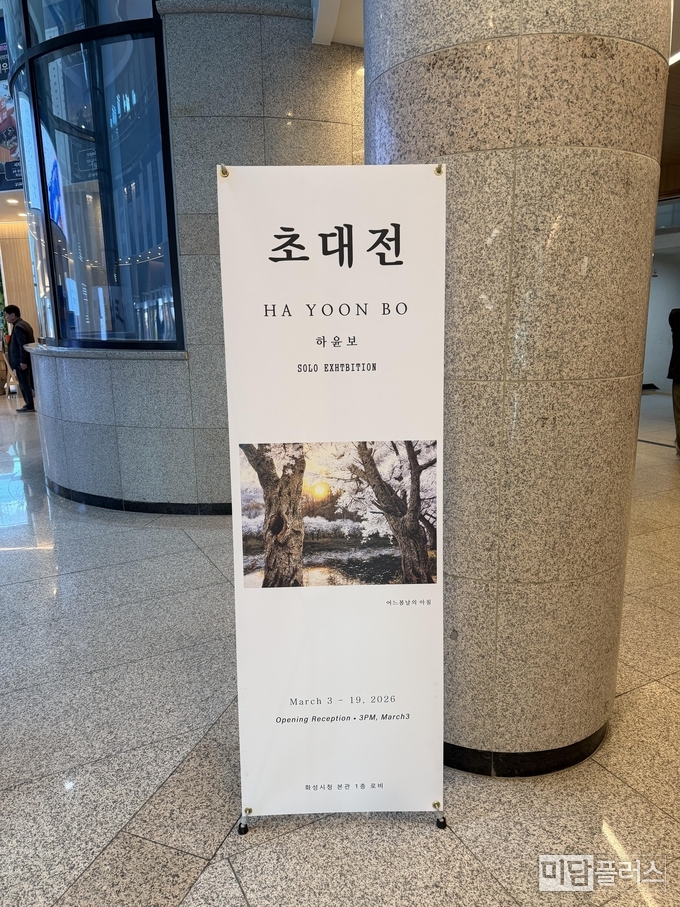 초대전
HA YOON BO
하윤보
SOLO EXHTBITION
어느봄날의 아침
March 3 - 19, 2026
Opening Reception • 3PM, March3
화성시청 본관 1층 로비
미담플러스